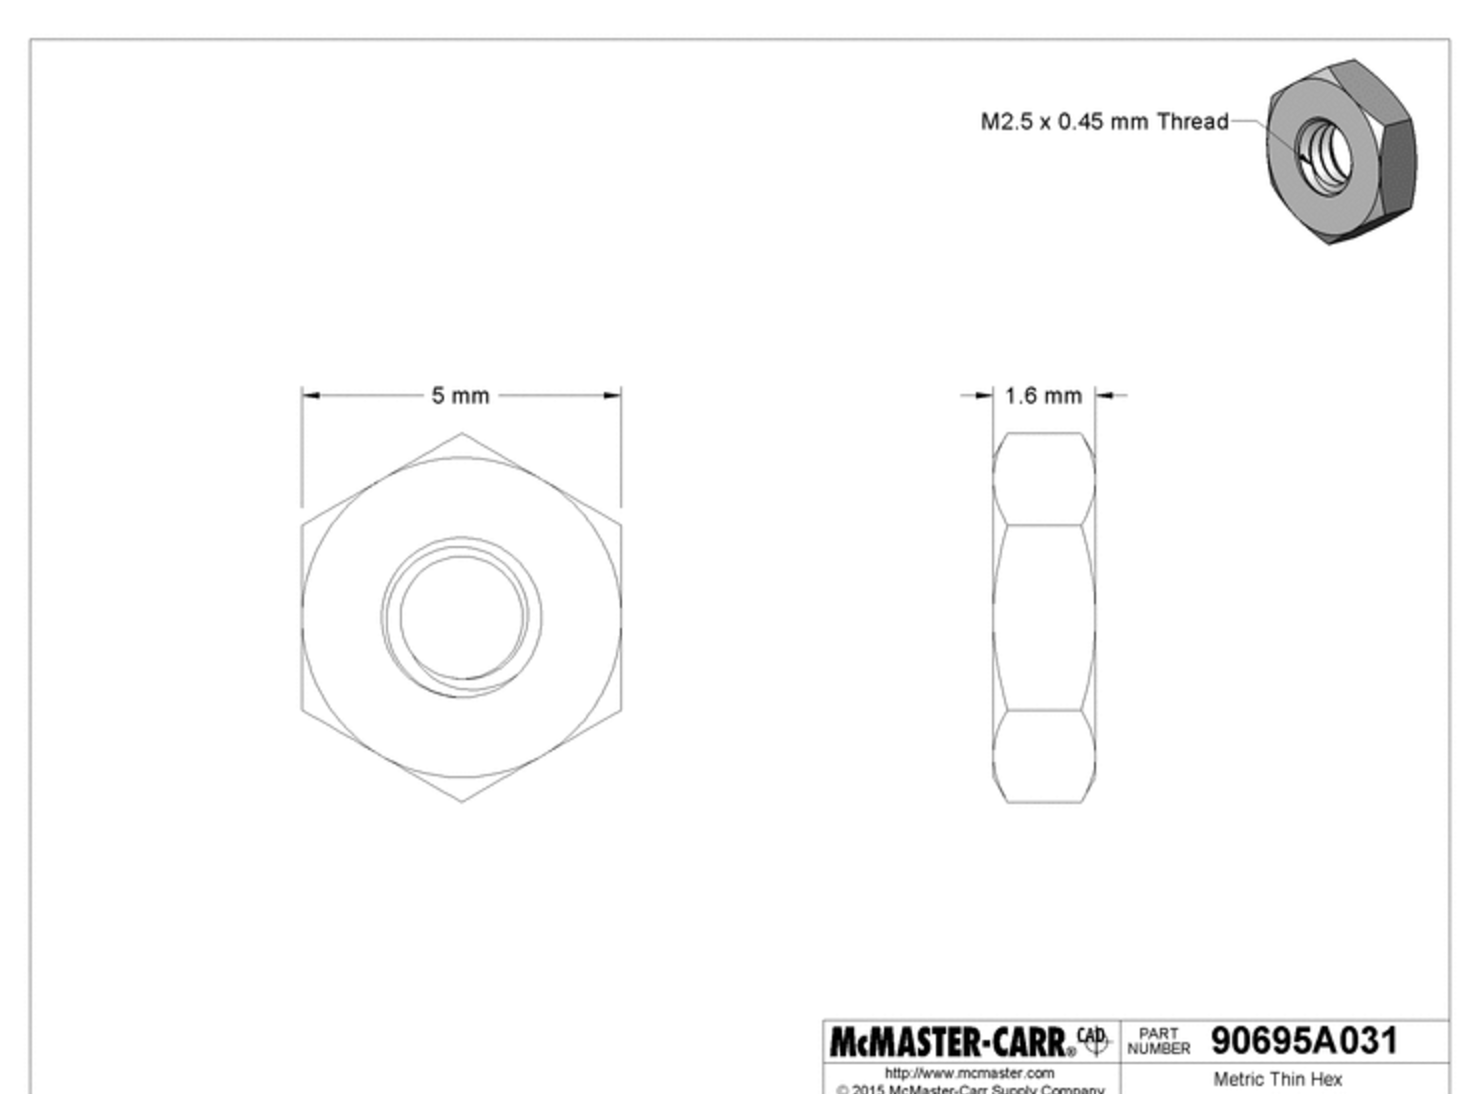 M2.5 x 0.45 mm Thread
5 mm
1.6 mm
McMASTER-CARR® CAD
PART NUMBER
90695A031
http://www.mcmaster.com
© 2015 McMaster-Carr Supply Company
Metric Thin Hex